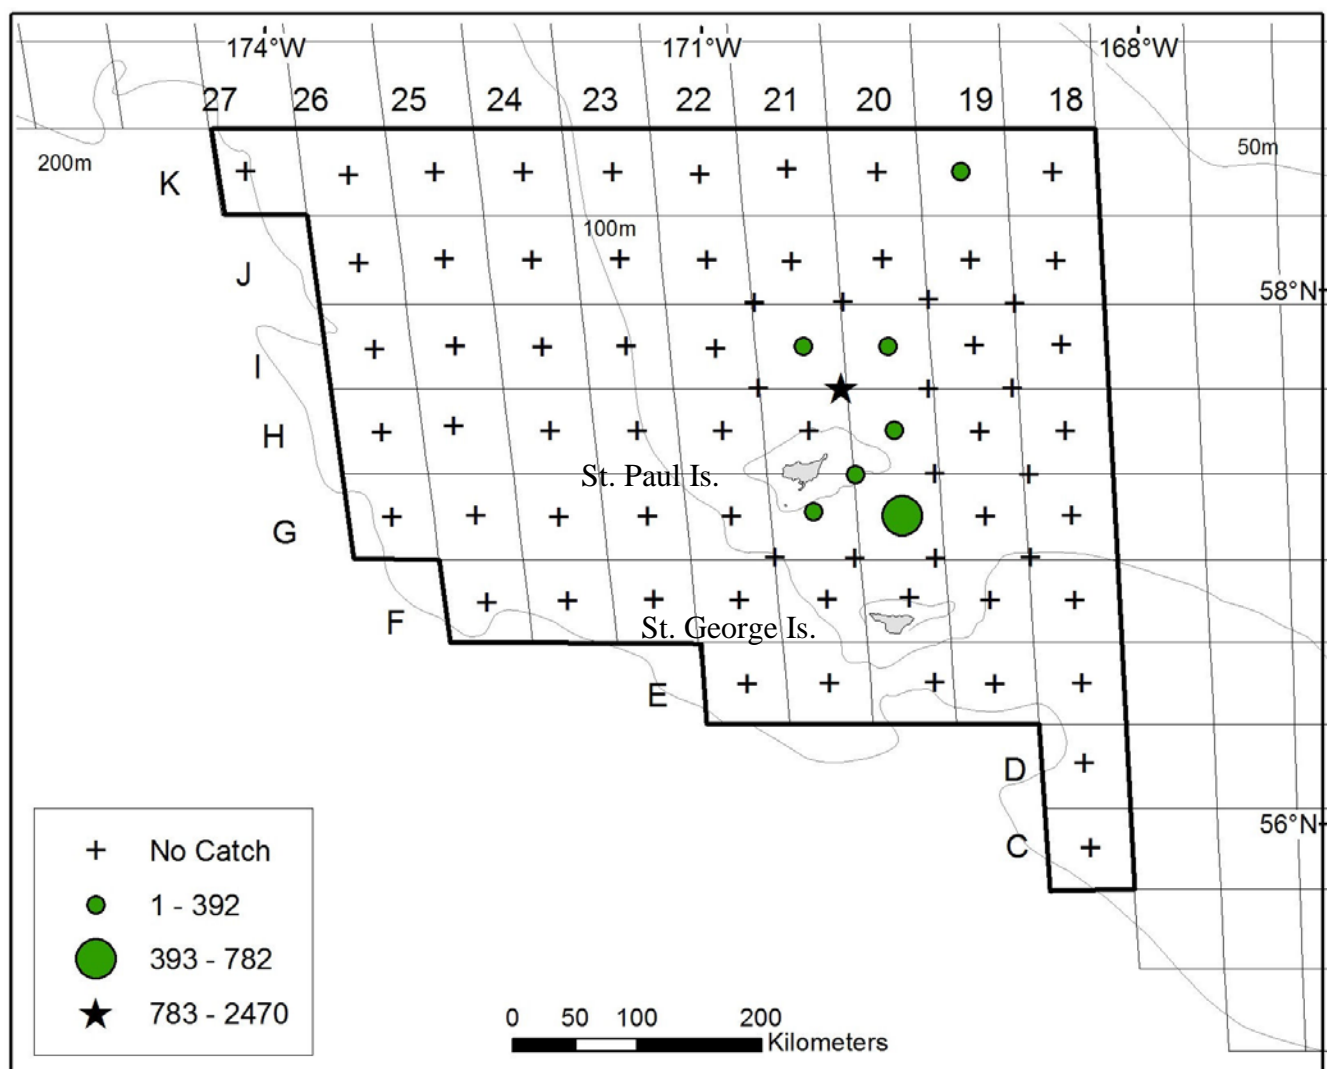 174°W 171°W 168°W
27 26 25 24 23 22 21 20 19 18
50m
200m
K
100m
J
58°N
I
H
St. Paul Is.
G
F
St. George Is.
E
D
56°N
C
No Catch
1 - 392
393 - 782
783 - 2470
0 50 100 200
Kilometers